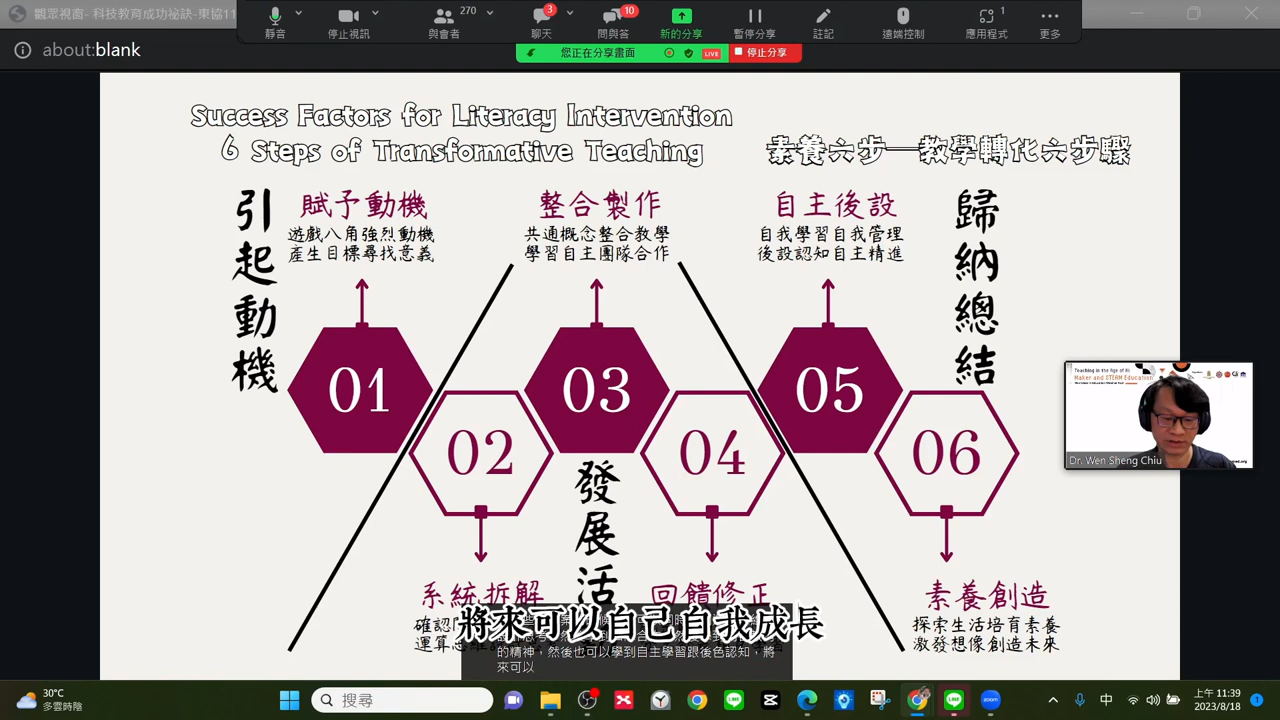 觀眾視窗- 科技教育成功祕訣-東協11
270
3
10
1
靜音
停止視訊
與會者
聊天
問與答
新的分享
暫停分享
註記
遠端控制
應用程式
更多
about:blank
您正在分享畫面
LIVE
停止分享
Success Factors for Literacy Intervention
6 Steps of Transformative Teaching
素養六步—教學轉化六步驟
引起動機
賦予動機
遊戲八角強烈動機
產生目標尋找意義
整合製作
共通概念整合教學
學習自主團隊合作
自主後設
自我學習自我管理
後設認知自主精進
歸納總結
01
02
03
04
05
06
發展活
系統拆解
回饋修正
素養創造
探索生活培育素養
激發想像創造未來
將來可以自己自我成長
的精神，然後也可以學到自主學習跟後色認知，將
來可以
Teaching in the Age of AI
Maker and STEAM Education
Dr. Wen Sheng Chiu
30°C
多雲時陰
搜尋
中
上午 11:39
2023/8/18
1